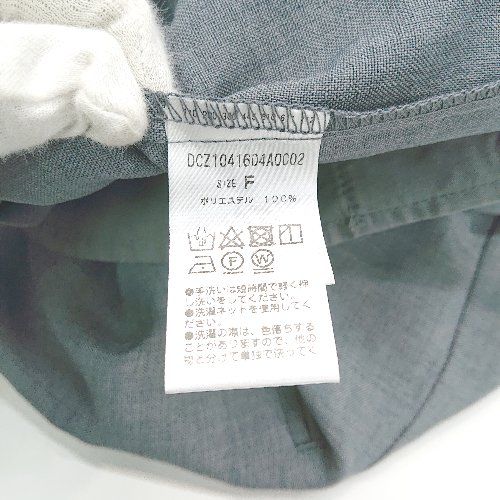 DCZ1041604A0002
SIZE F
ポリエステル 100%
F W
●手洗いは短時間で軽く押
し洗いをしてください。
●洗濯ネットを使用してく
ださい。
●洗濯の際は、色落ちする
ことがありますので、他の
物と分けて単独で洗ってく